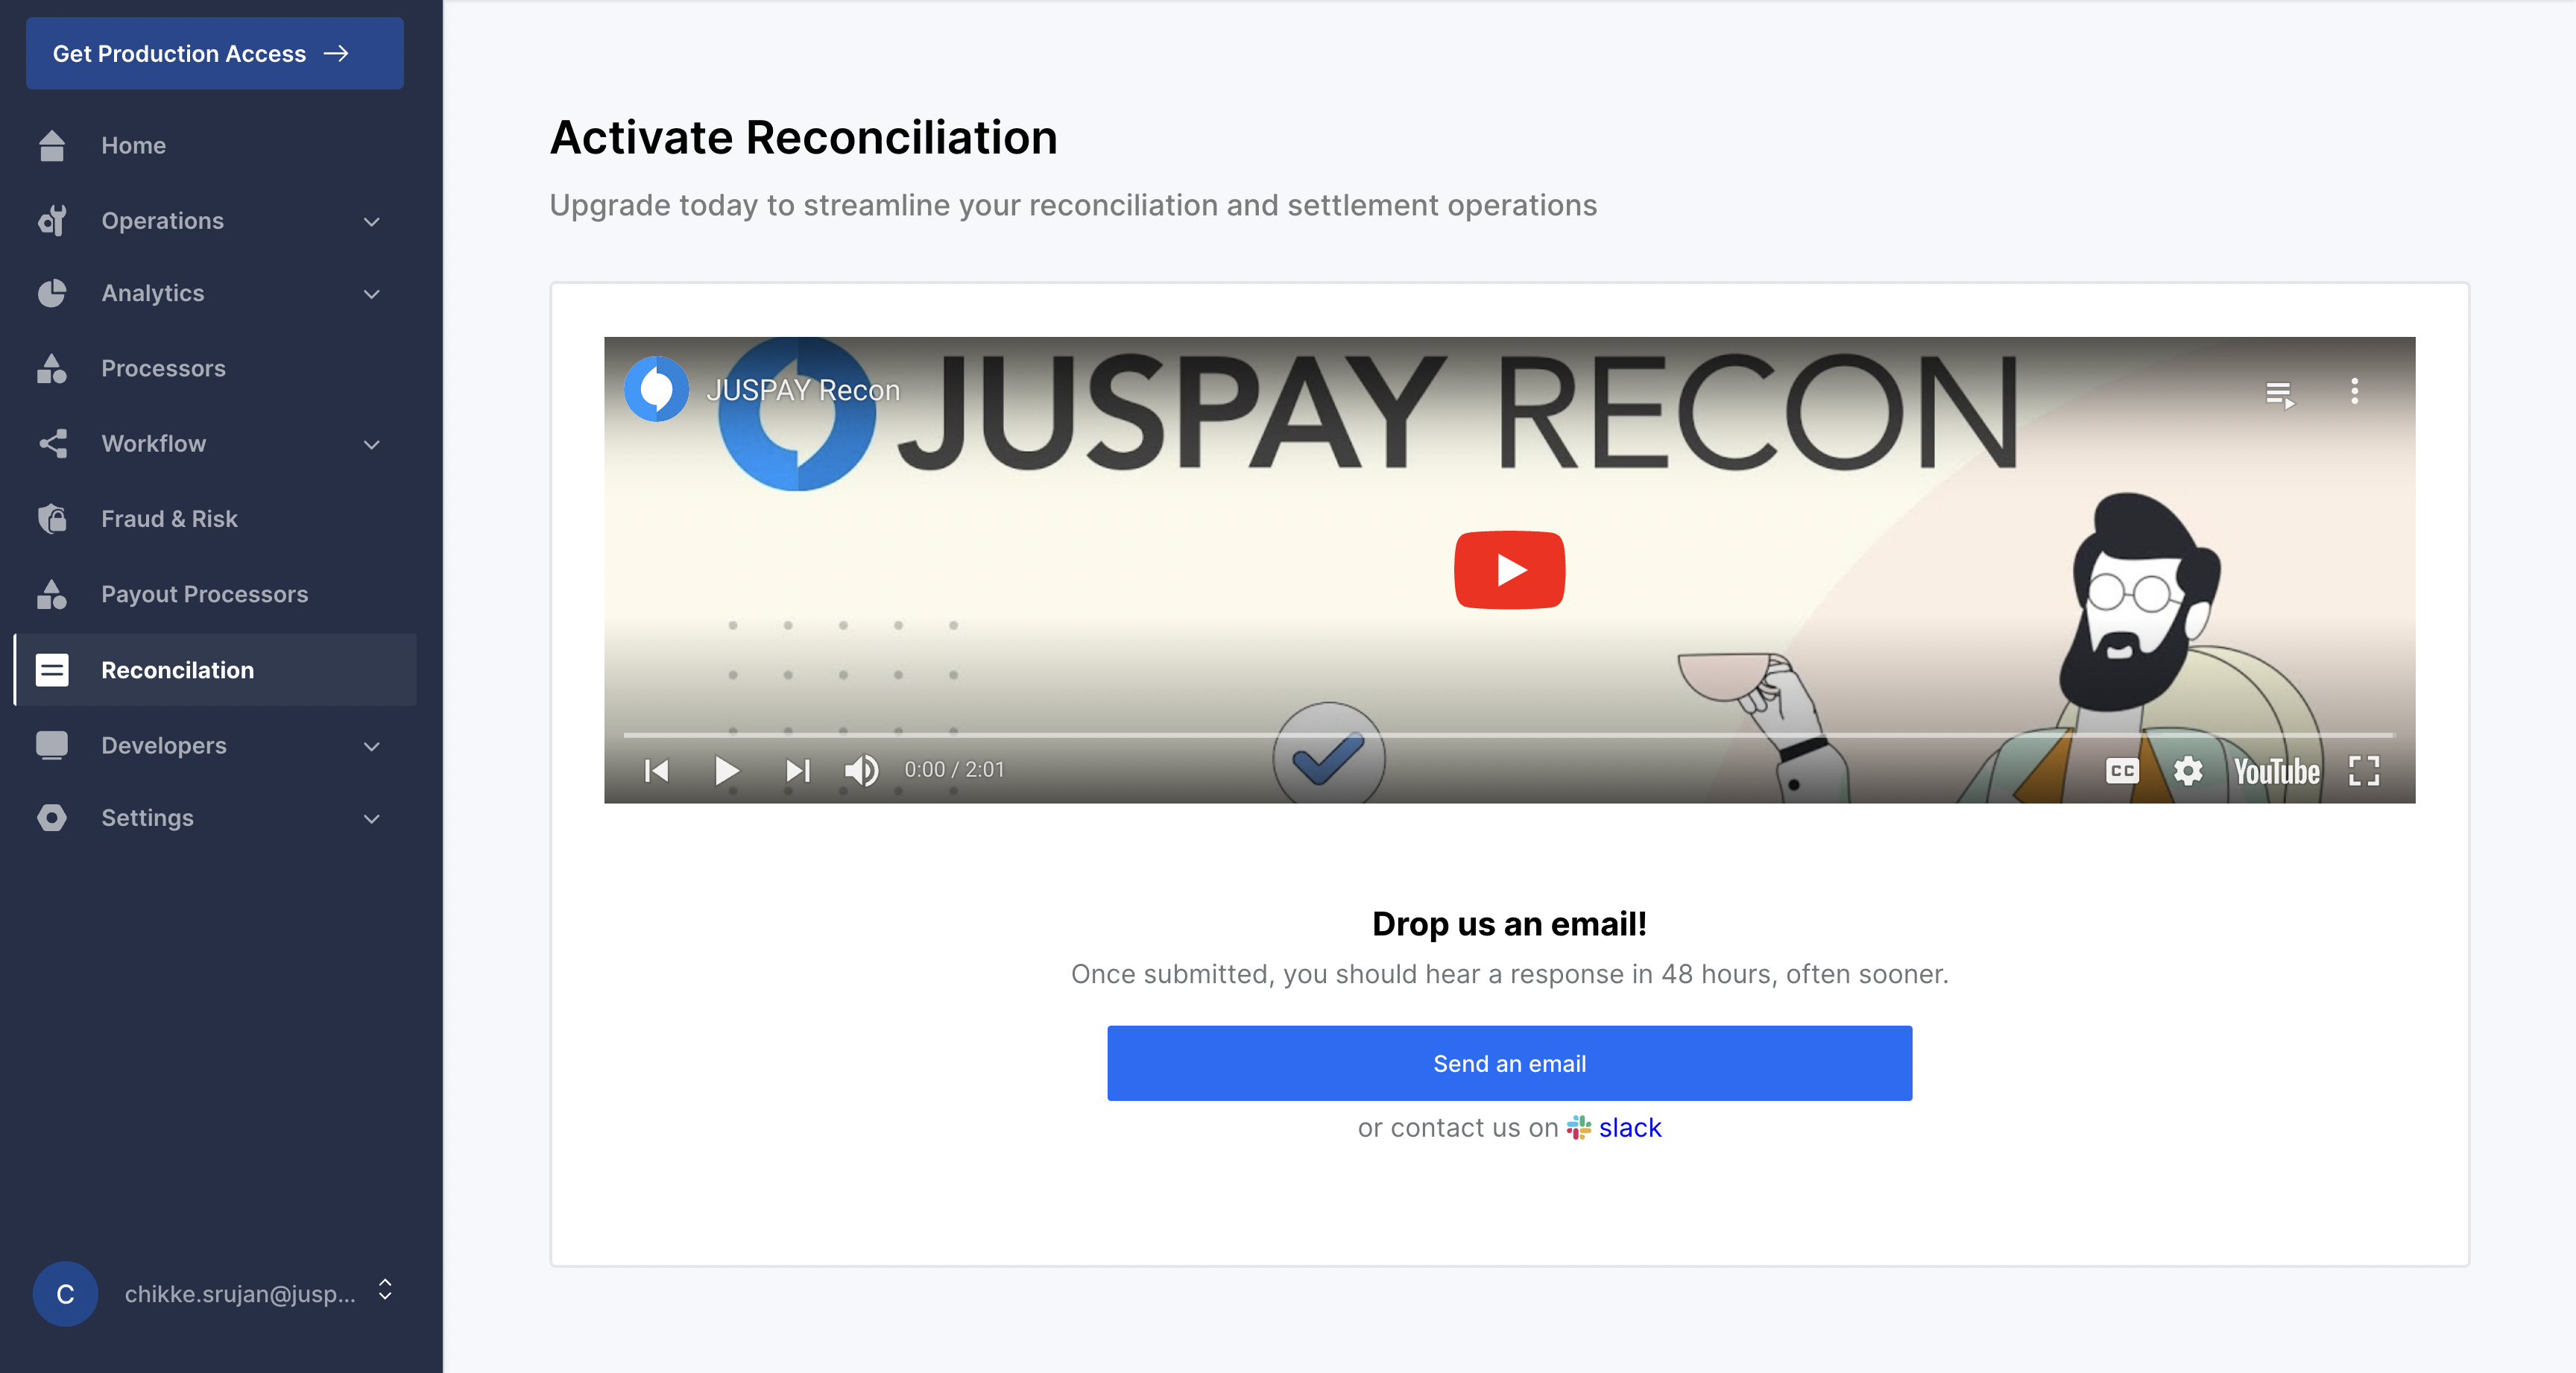 Get Production Access
Home
Operations
Analytics
Processors
Workflow
Fraud & Risk
Payout Processors
Reconcilation
Developers
Settings
C
chikke.srujan@jusp...
Activate Reconciliation
Upgrade today to streamline your reconciliation and settlement operations
JUSPAY Recon
JUSPAY RECON
0:00 / 2:01
CC
YouTube
Drop us an email!
Once submitted, you should hear a response in 48 hours, often sooner.
Send an email
or contact us on slack